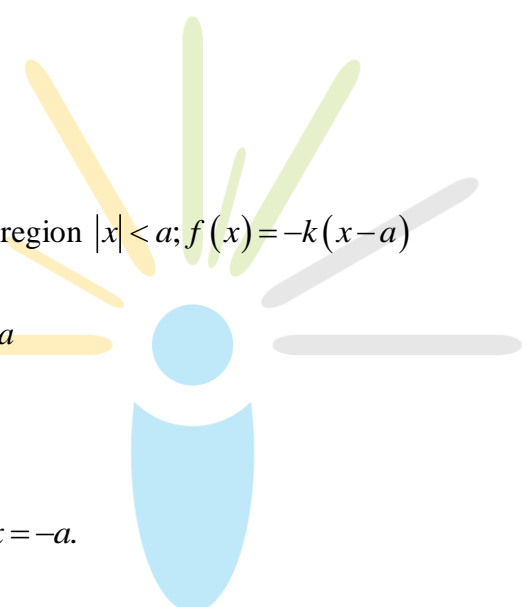 region |x| < a; f(x) = −k(x−a)
a
= −a.